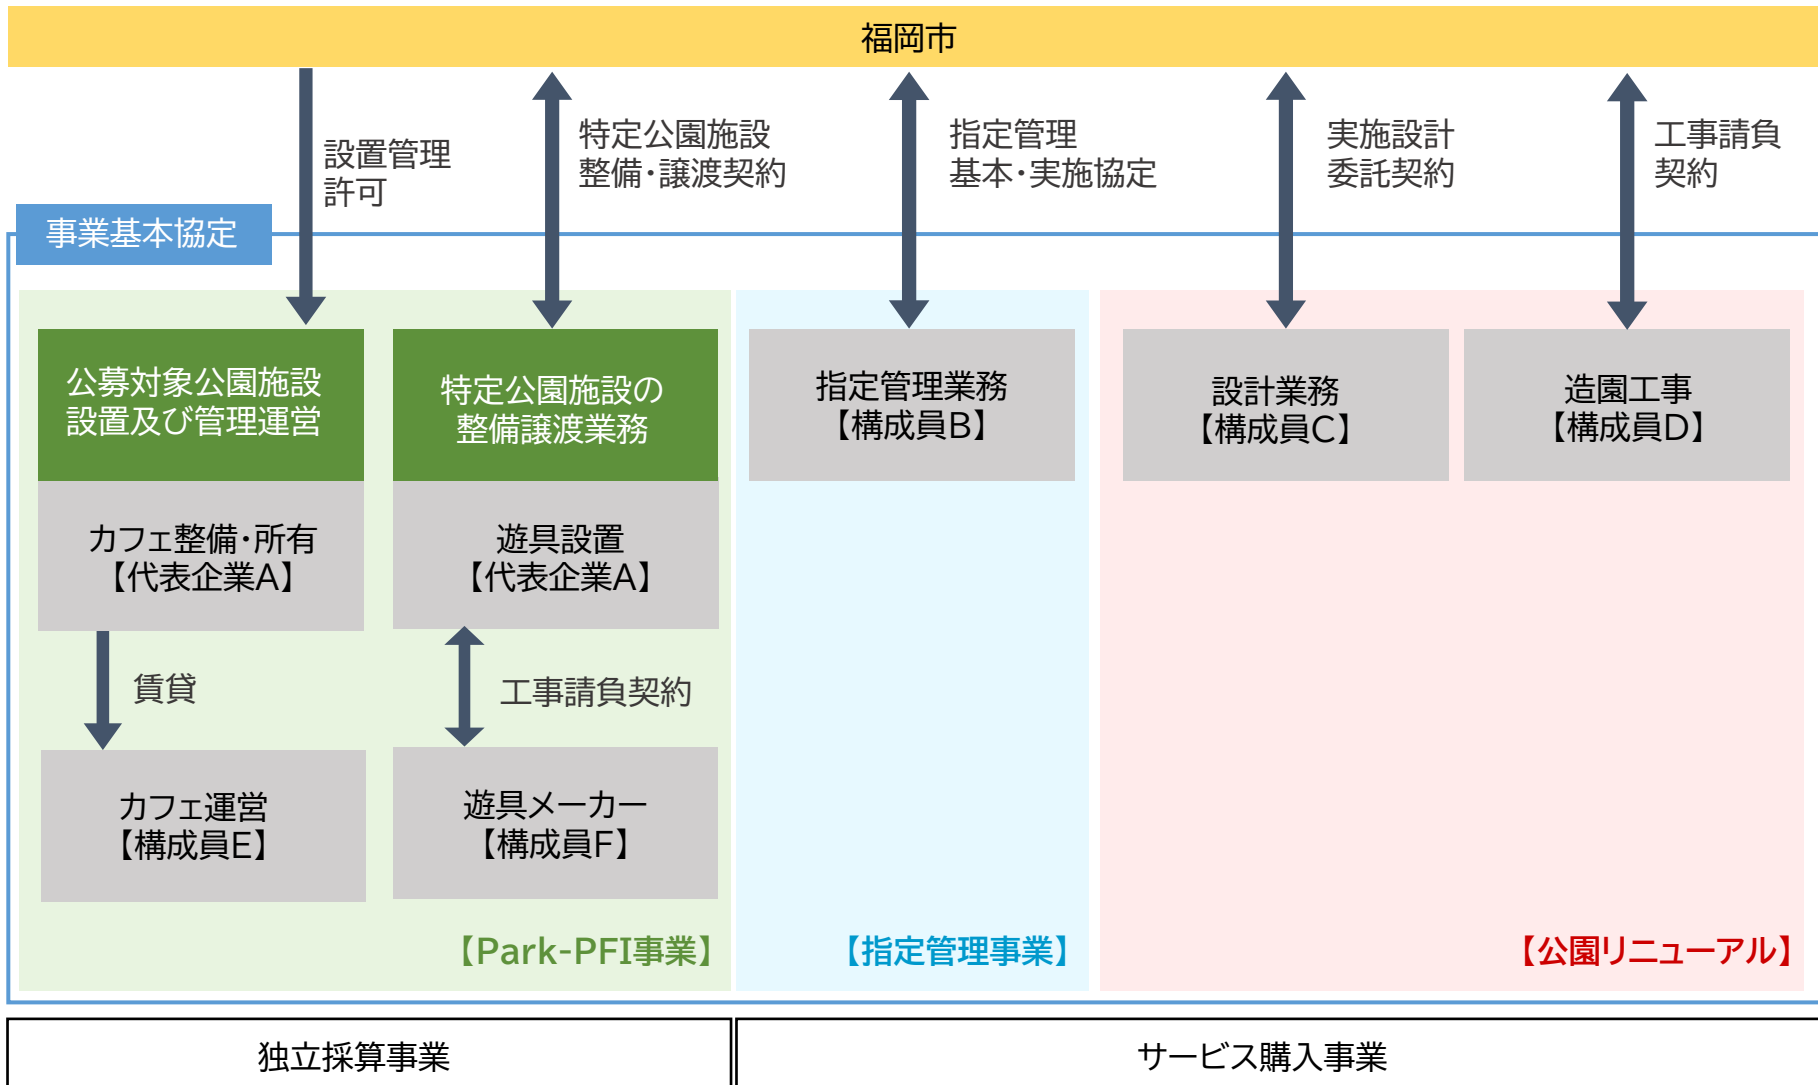 福岡市
設置管理
許可
特定公園施設
整備・譲渡契約
指定管理
基本・実施協定
実施設計
委託契約
工事請負
契約
事業基本協定
公募対象公園施設
設置及び管理運営
特定公園施設の
整備譲渡業務
指定管理業務
【構成員B】
設計業務
【構成員C】
造園工事
【構成員D】
カフェ整備・所有
【代表企業A】
遊具設置
【代表企業A】
賃貸
工事請負契約
カフェ運営
【構成員E】
遊具メーカー
【構成員F】
【Park-PFI事業】
【指定管理事業】
【公園リニューアル】
独立採算事業
サービス購入事業